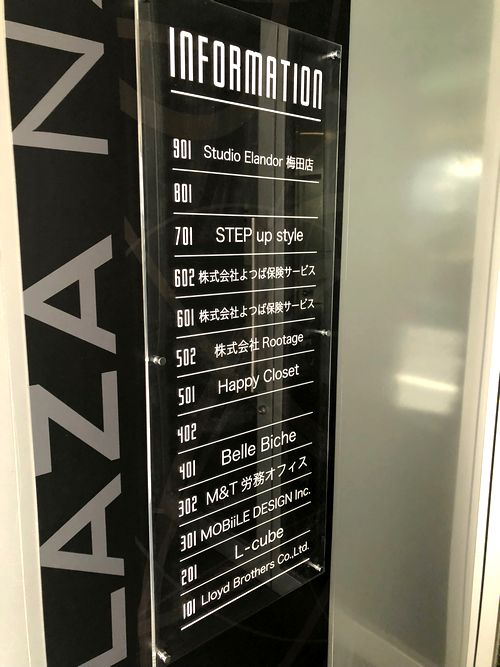 INFORMATION
901 Studio Elandor 梅田店
801
701 STEP up style
602 株式会社よつば保険サービス
601 株式会社よつば保険サービス
502 株式会社 Rootage
501 Happy Closet
402
401 Belle Biche
302 M&T 労務オフィス
301 MOBiiLE DESIGN Inc.
201 L-cube
101 Lloyd Brothers Co.,Ltd.
LAZA N